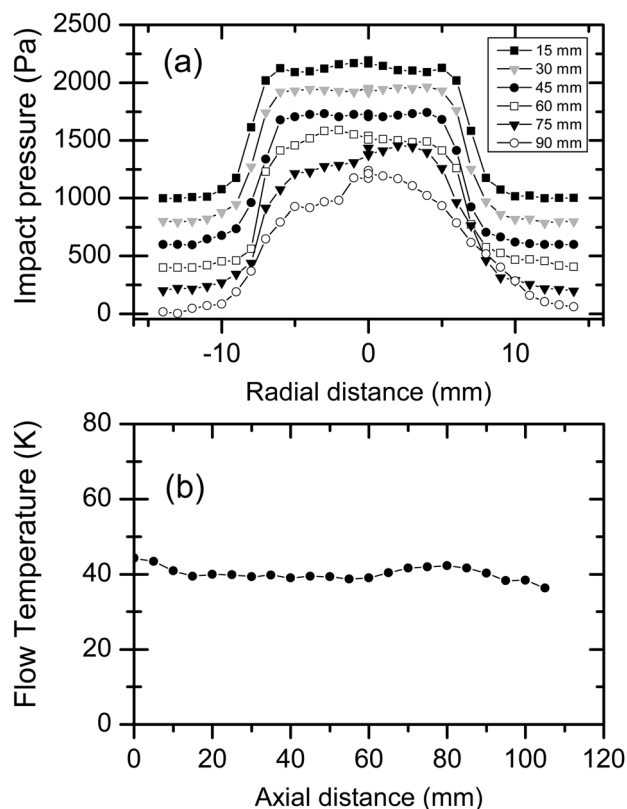 2500
(a)
15 mm
30 mm
45 mm
60 mm
75 mm
90 mm
2000
1500
1000
500
0
Impact pressure (Pa)
-10 0 10
Radial distance (mm)
80
(b)
60
40
20
0
Flow Temperature (K)
0 20 40 60 80 100 120
Axial distance (mm)